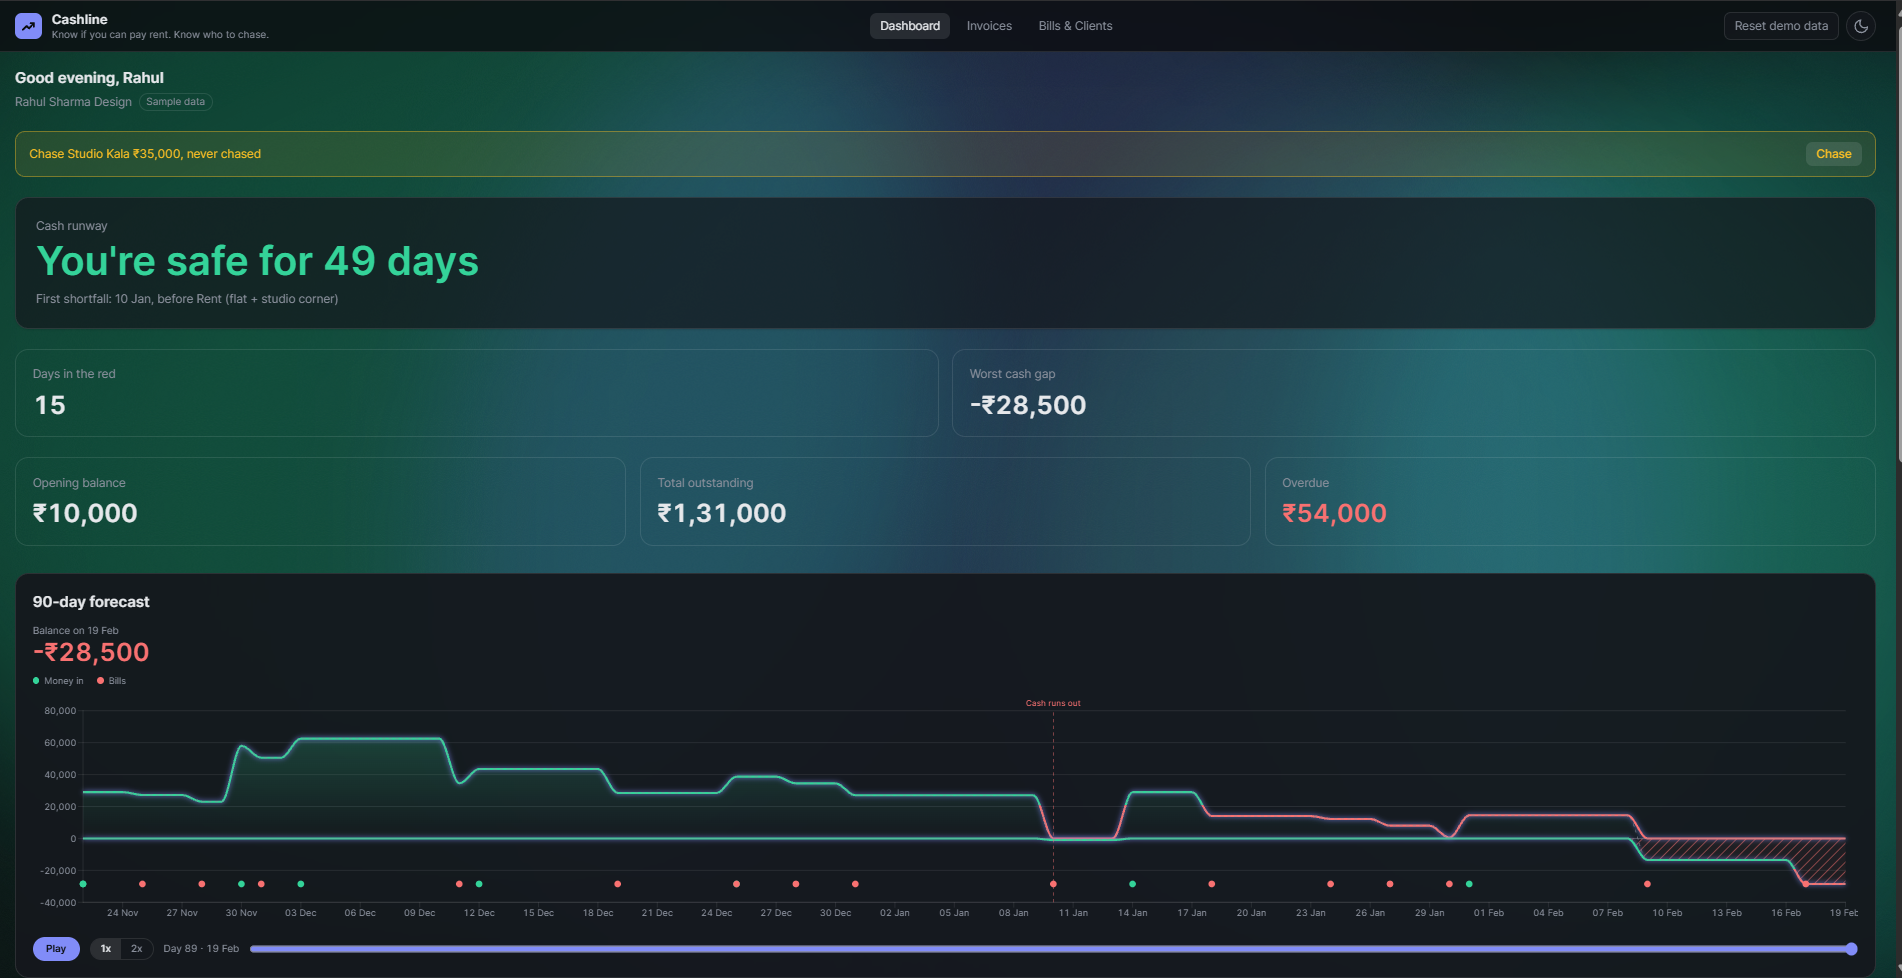 Cashline
Know if you can pay rent. Know who to chase.
Dashboard
Invoices
Bills & Clients
Reset demo data
Good evening, Rahul
Rahul Sharma Design
Sample data
Chase Studio Kala ₹35,000, never chased
Chase
Cash runway
You're safe for 49 days
First shortfall: 10 Jan, before Rent (flat + studio corner)
Days in the red
15
Worst cash gap
-₹28,500
Opening balance
₹10,000
Total outstanding
₹1,31,000
Overdue
₹54,000
90-day forecast
Balance on 19 Feb
-₹28,500
Money in
Bills
Cash runs out
80,000
60,000
40,000
20,000
0
-20,000
-40,000
24 Nov
27 Nov
30 Nov
03 Dec
06 Dec
09 Dec
12 Dec
15 Dec
18 Dec
21 Dec
24 Dec
27 Dec
30 Dec
02 Jan
05 Jan
08 Jan
11 Jan
14 Jan
17 Jan
20 Jan
23 Jan
26 Jan
29 Jan
01 Feb
04 Feb
07 Feb
10 Feb
13 Feb
16 Feb
19 Feb
Play
1x
2x
Day 89 · 19 Feb